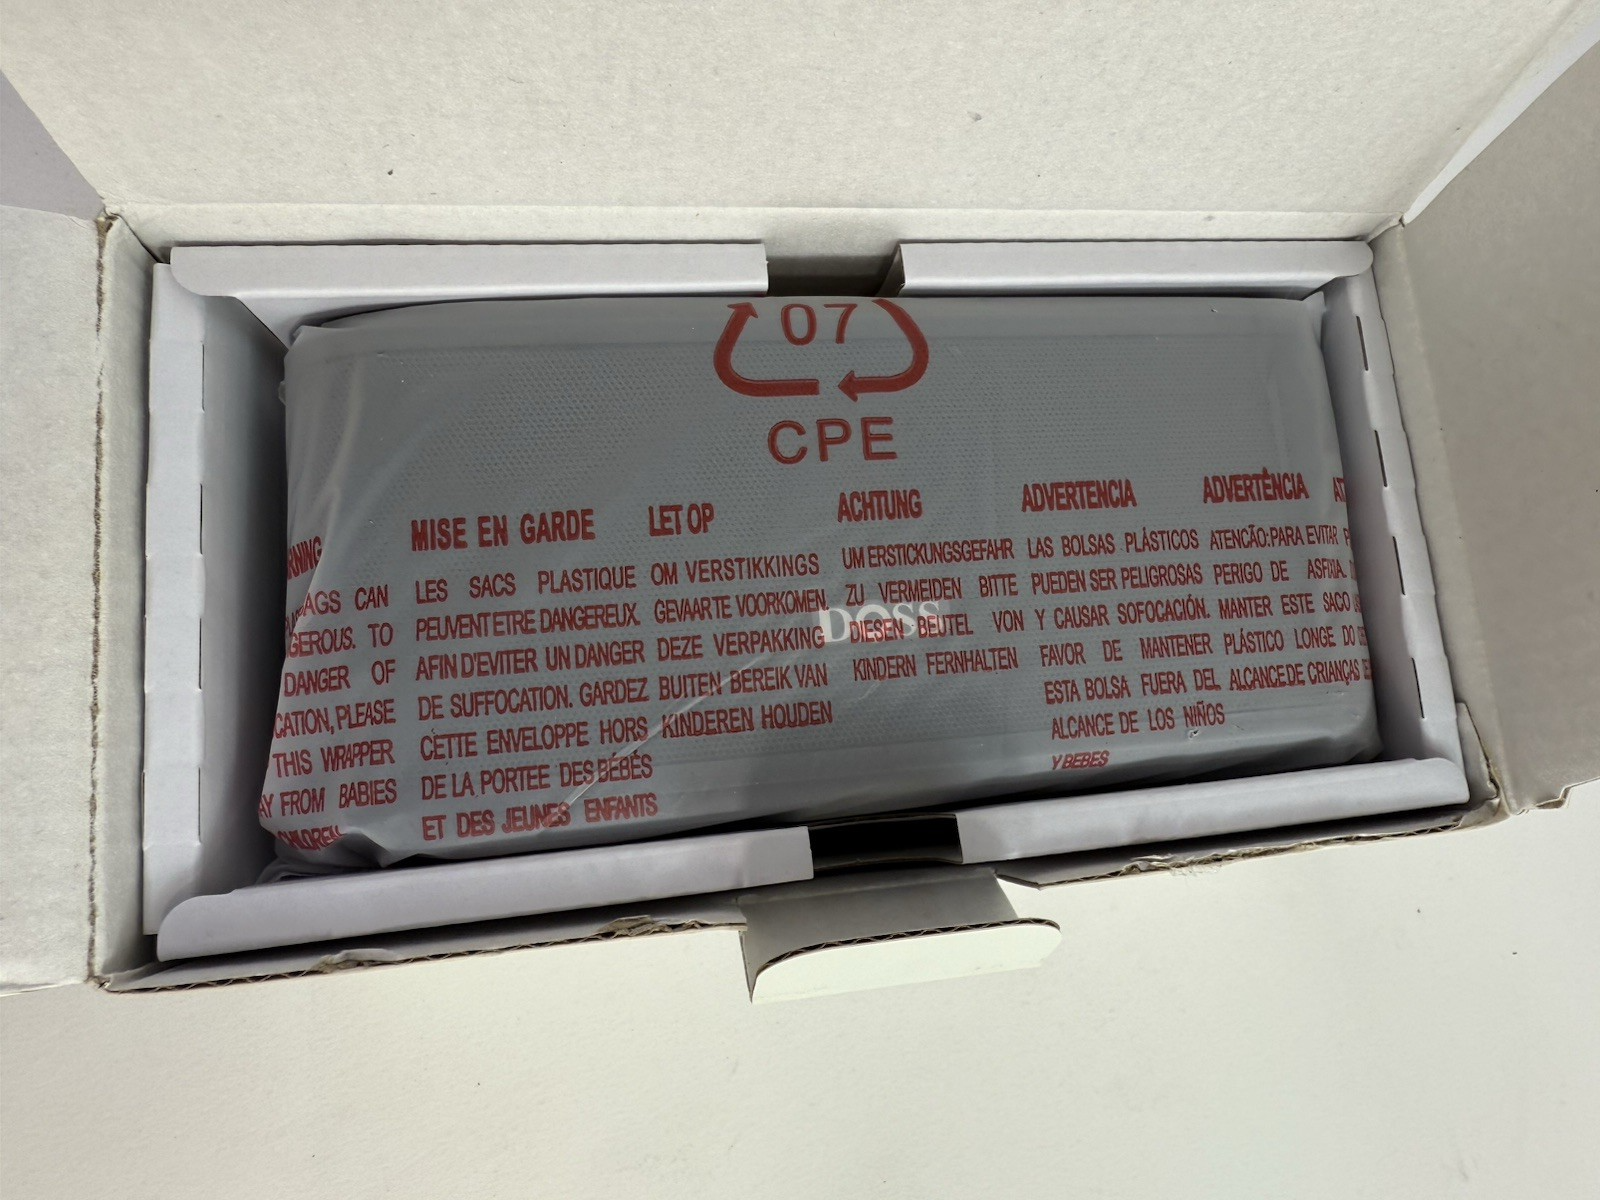 07
CPE
MISE EN GARDE
LES SACS PLASTIQUE
PEUVENT ETRE DANGEREUX.
AFIN D'EVITER UN DANGER
DE SUFFOCATION. GARDEZ
CETTE ENVELOPPE HORS
DE LA PORTEE DES BÉBÉS
ET DES JEUNES ENFANTS
CAN
TO
DANGER OF
PLEASE
THIS WRAPPER
FROM BABIES
LET OP
OM VERSTIKKINGS
GEVAARTE VOORKOMEN
DEZE VERPAKKING
BUITEN BEREIK VAN
KINDEREN HOUDEN
ACHTUNG
UM ERSTICKUNGSGEFAHR
ZU VERMEIDEN BITTE
DIESEN BEUTEL VON
KINDERN FERNHALTEN
DOSS
ADVERTENCIA
LAS BOLSAS PLÁSTICOS
PUEDEN SER PELIGROSAS
Y CAUSAR SOFOCACIÓN.
FAVOR DE MANTENER
ESTA BOLSA FUERA DEL
ALCANCE DE LOS NIÑOS
Y BEBES
ADVERTÊNCIA
ATENCÃO:PARA EVITAR
PERIGO DE ASFIXIA.
MANTER ESTE SACO
PLÁSTICO LONGE DO
ALCANCE DE CRIANÇAS